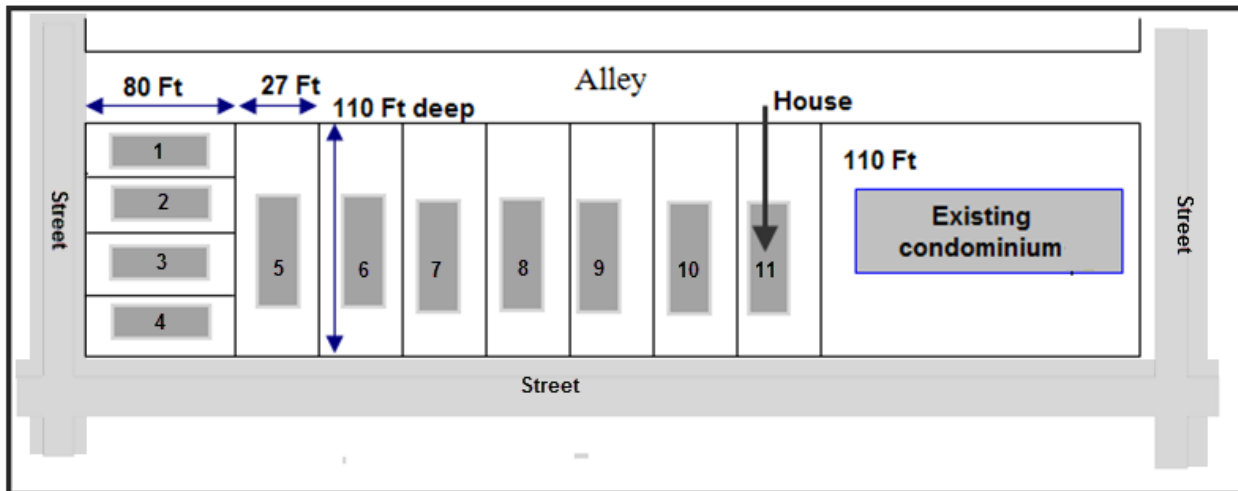 Alley
80 Ft
27 Ft
110 Ft deep
House
1
2
3
4
5
6
7
8
9
10
11
110 Ft
Existing
condominium
Street
Street
Street